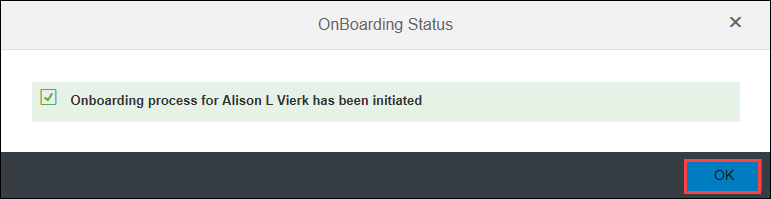 OnBoarding Status
Onboarding process for Alison L Vierk has been initiated
OK